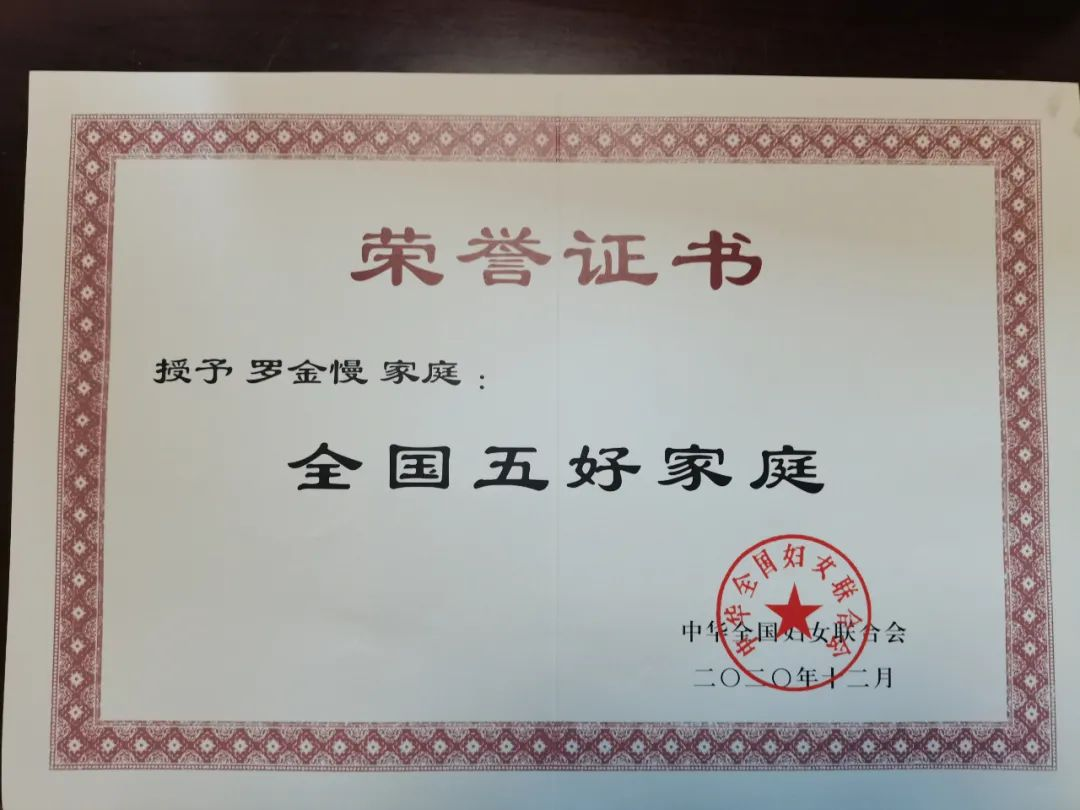 荣誉证书
授予 罗金慢 家庭：
全国五好家庭
中华全国妇女联合会
中华全国妇女联合会
二〇二〇年十二月